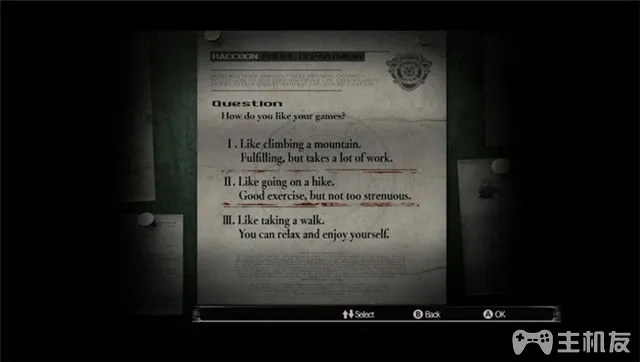 RACCOON POLICE DEPARTMENT
Question
How do you like your games?
I. Like climbing a mountain.
Fulfilling, but takes a lot of work.
II. Like going on a hike.
Good exercise, but not too strenuous.
III. Like taking a walk.
You can relax and enjoy yourself.
Select B Back A OK
主机友